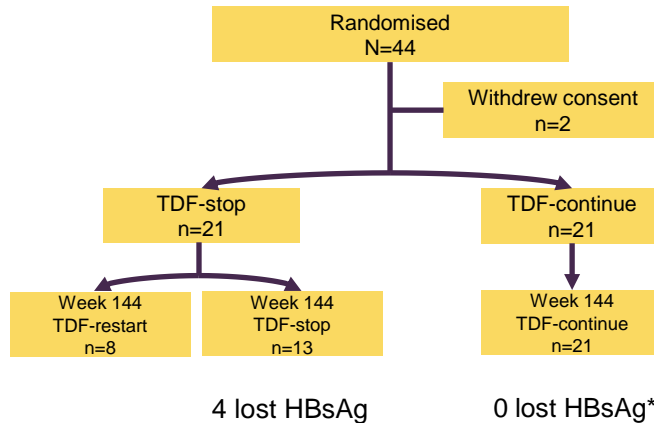 Randomised
N=44
Withdrew consent
n=2
TDF-stop
n=21
TDF-continue
n=21
Week 144
TDF-restart
n=8
Week 144
TDF-stop
n=13
Week 144
TDF-continue
n=21
4 lost HBsAg
0 lost HBsAg*